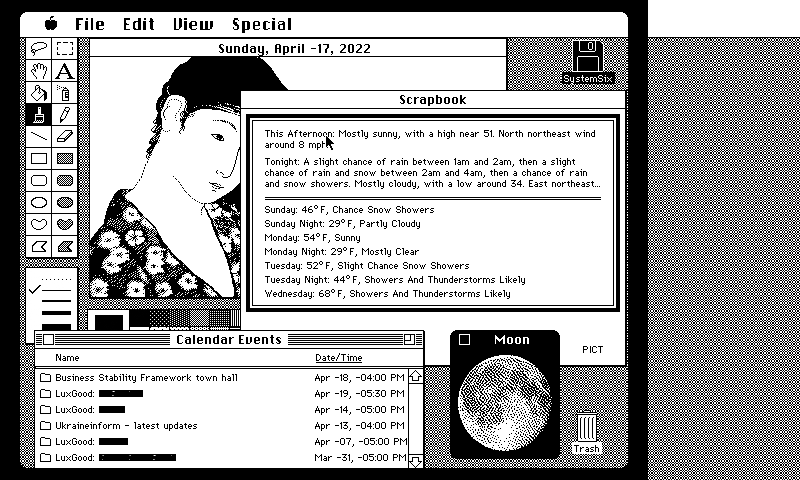 File Edit View Special
Sunday, April -17, 2022
SystemSix
Scrapbook
This Afternoon: Mostly sunny, with a high near 51. North northeast wind
around 8 mph.
Tonight: A slight chance of rain between 1am and 2am, then a slight
chance of rain and snow between 2am and 4am, then a chance of rain
and snow showers. Mostly cloudy, with a low around 34. East northeast...
Sunday: 46°F, Chance Snow Showers
Sunday Night: 29°F, Partly Cloudy
Monday: 54°F, Sunny
Monday Night: 29°F, Mostly Clear
Tuesday: 52°F, Slight Chance Snow Showers
Tuesday Night: 44°F, Showers And Thunderstorms Likely
Wednesday: 68°F, Showers And Thunderstorms Likely
PICT
Calendar Events
Name Date/Time
Business Stability Framework town hall Apr -18, -04:00 PM
LuxGood: Apr -19, -05:30 PM
LuxGood: Apr -14, -05:00 PM
Ukraineinform - latest updates Apr -13, -04:00 PM
LuxGood: Apr -07, -05:00 PM
LuxGood: Mar -31, -05:00 PM
Moon
Trash